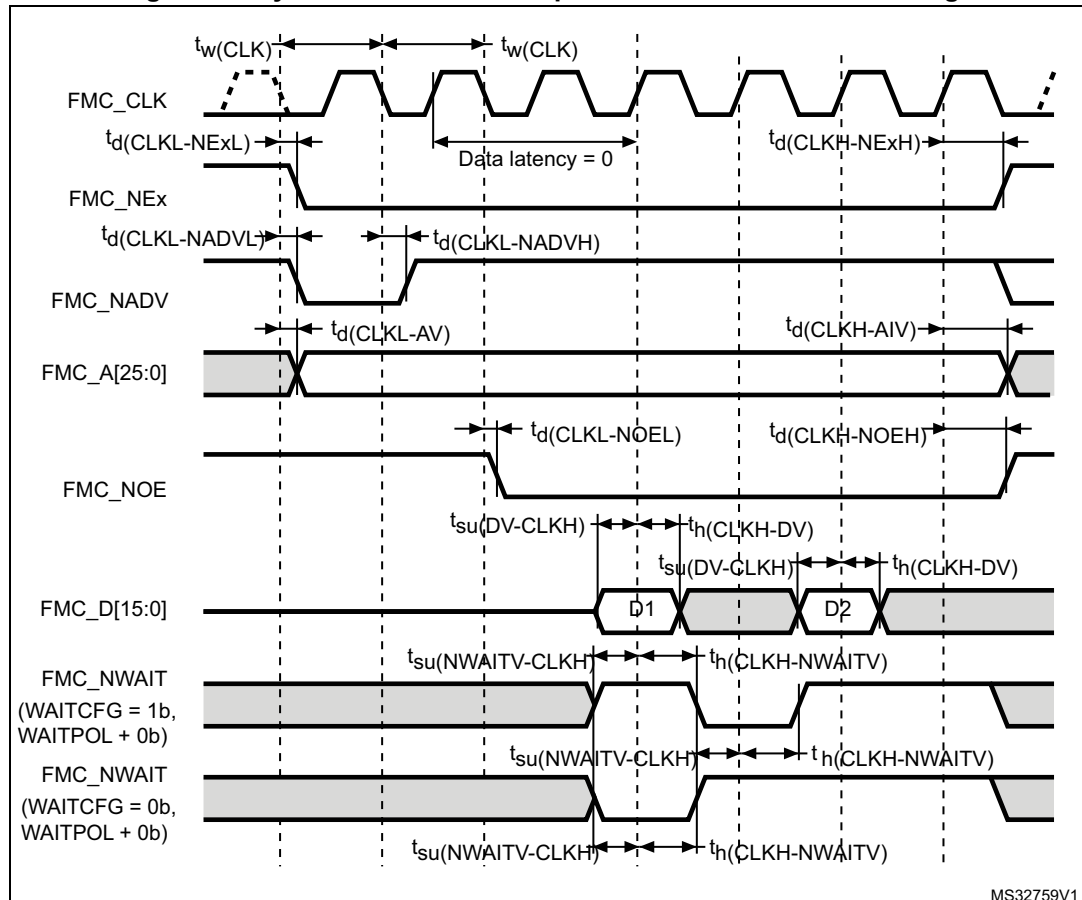 tw(CLK) tw(CLK)
FMC_CLK
td(CLKL-NExL) Data latency = 0 td(CLKH-NExH)
FMC_NEx
td(CLKL-NADVL) td(CLKL-NADVH)
FMC_NADV
td(CLKL-AV) td(CLKH-AIV)
FMC_A[25:0]
td(CLKL-NOEL) td(CLKH-NOEH)
FMC_NOE
tsu(DV-CLKH) th(CLKH-DV)
tsu(DV-CLKH) th(CLKH-DV)
FMC_D[15:0] D1 D2
tsu(NWAITV-CLKH) th(CLKH-NWAITV)
FMC_NWAIT
(WAITCFG = 1b,
WAITPOL + 0b)
tsu(NWAITV-CLKH) th(CLKH-NWAITV)
FMC_NWAIT
(WAITCFG = 0b,
WAITPOL + 0b)
tsu(NWAITV-CLKH) th(CLKH-NWAITV)
MS32759V1